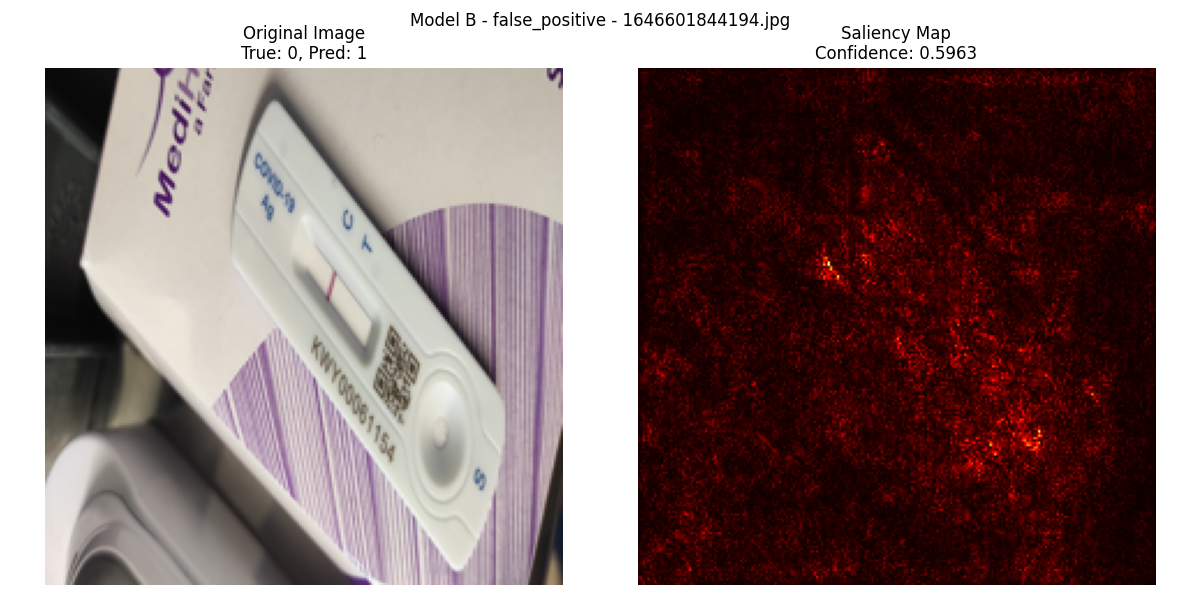 Model B - false_positive - 1646601844194.jpg
Original Image
True: 0, Pred: 1
Saliency Map
Confidence: 0.5963
a Far
COVID-19
Ag
C
T
KWY00061154
S